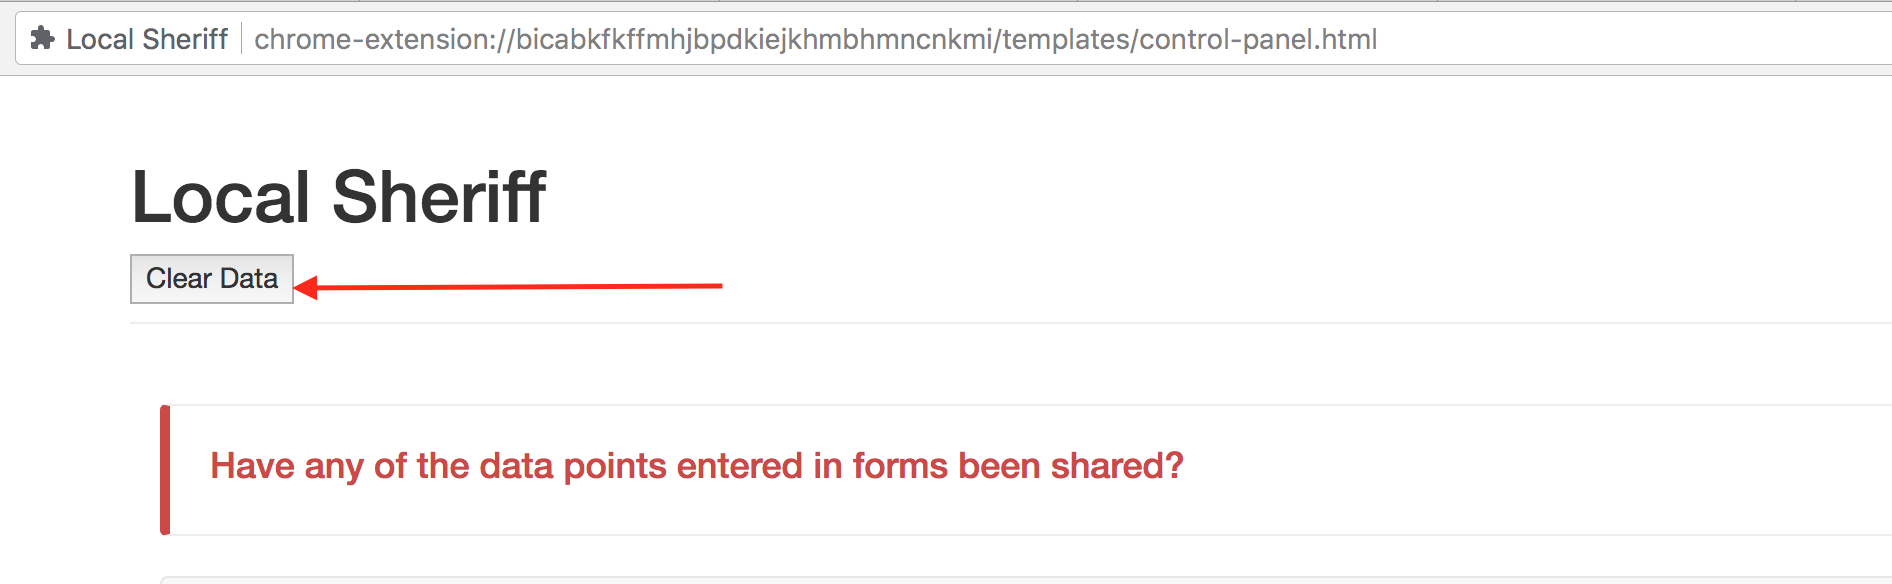 Local Sheriff chrome-extension://bicabkfkffmhjbpdkiejkhmbhmncnkmi/templates/control-panel.html
Local Sheriff
Clear Data
Have any of the data points entered in forms been shared?